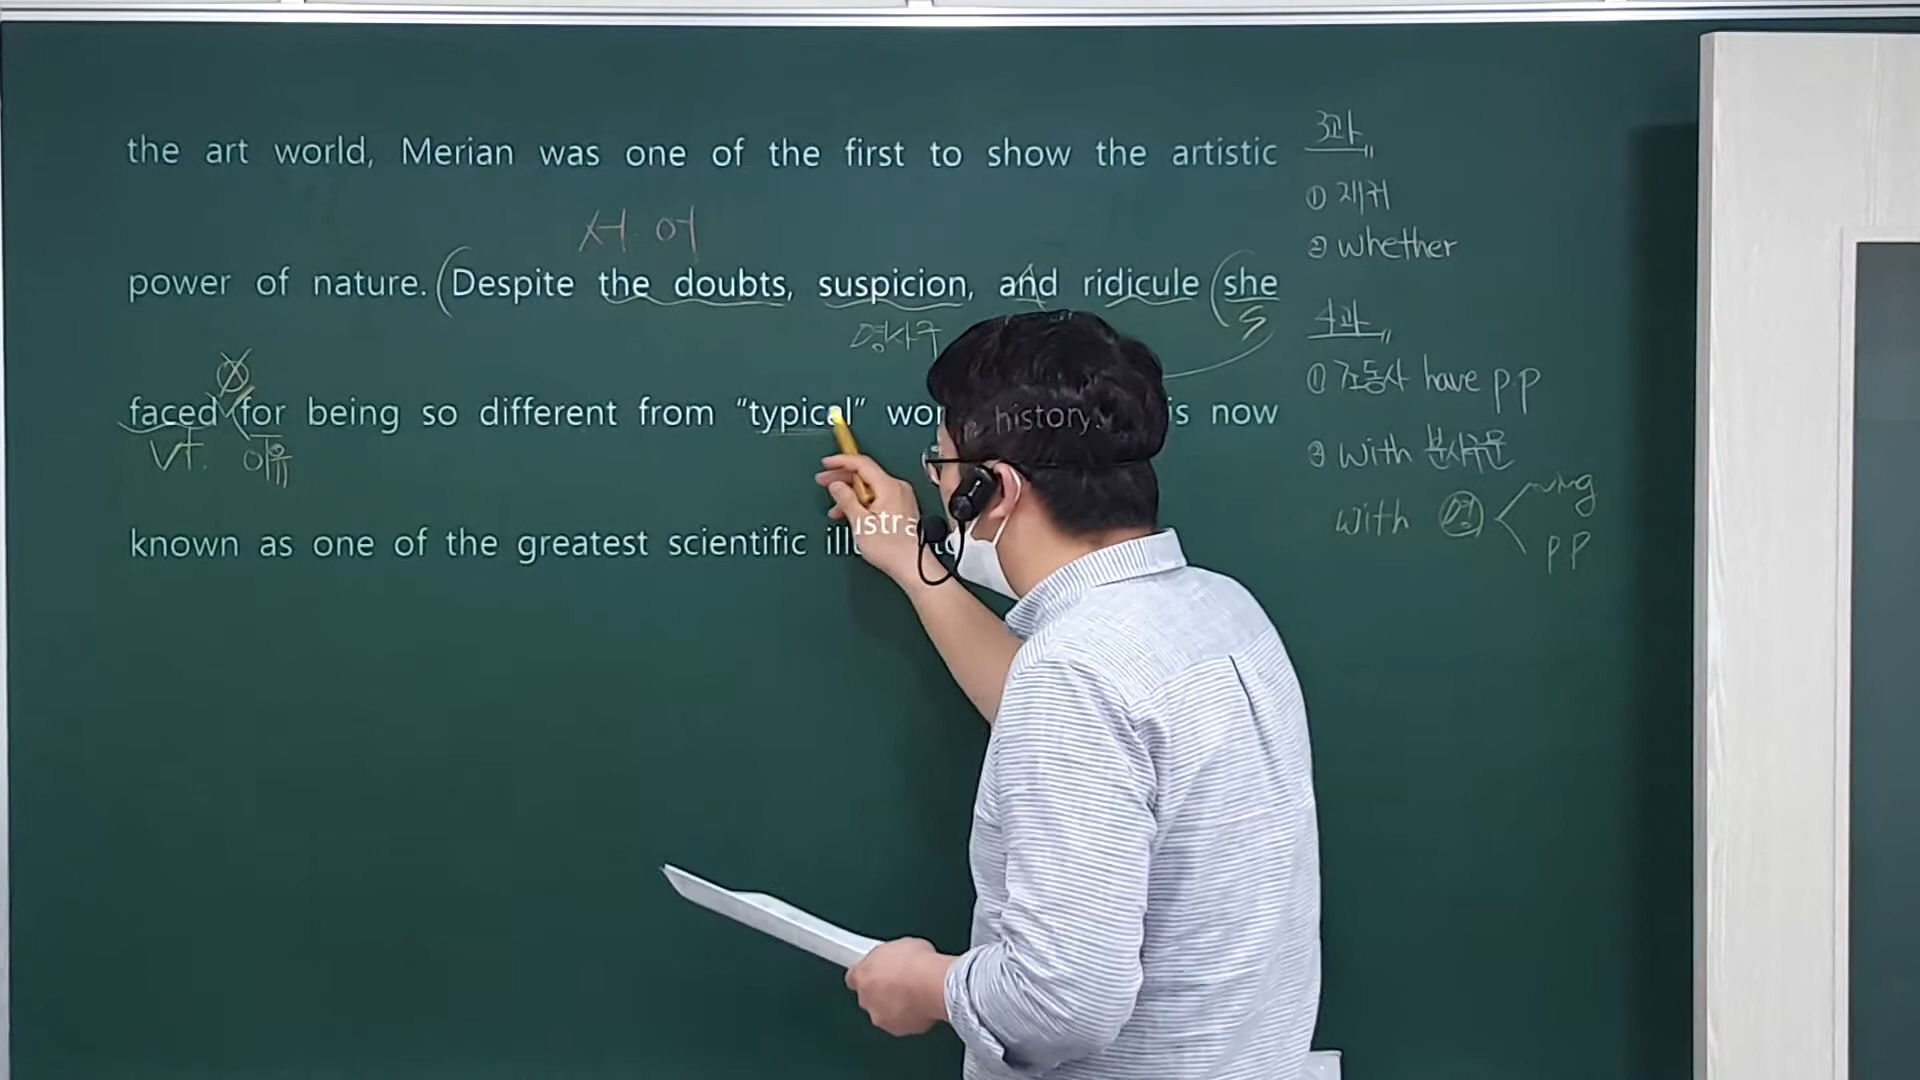 the art world, Merian was one of the first to show the artistic
서 어
power of nature. (Despite the doubts, suspicion, and ridicule (she
명사구
faced for being so different from “typical” history. is now
vt. 이유
known as one of the greatest scientific
3과
① 재귀
② whether
4과
① 조동사 have pp
② with 분사구문
with 명 ving
pp